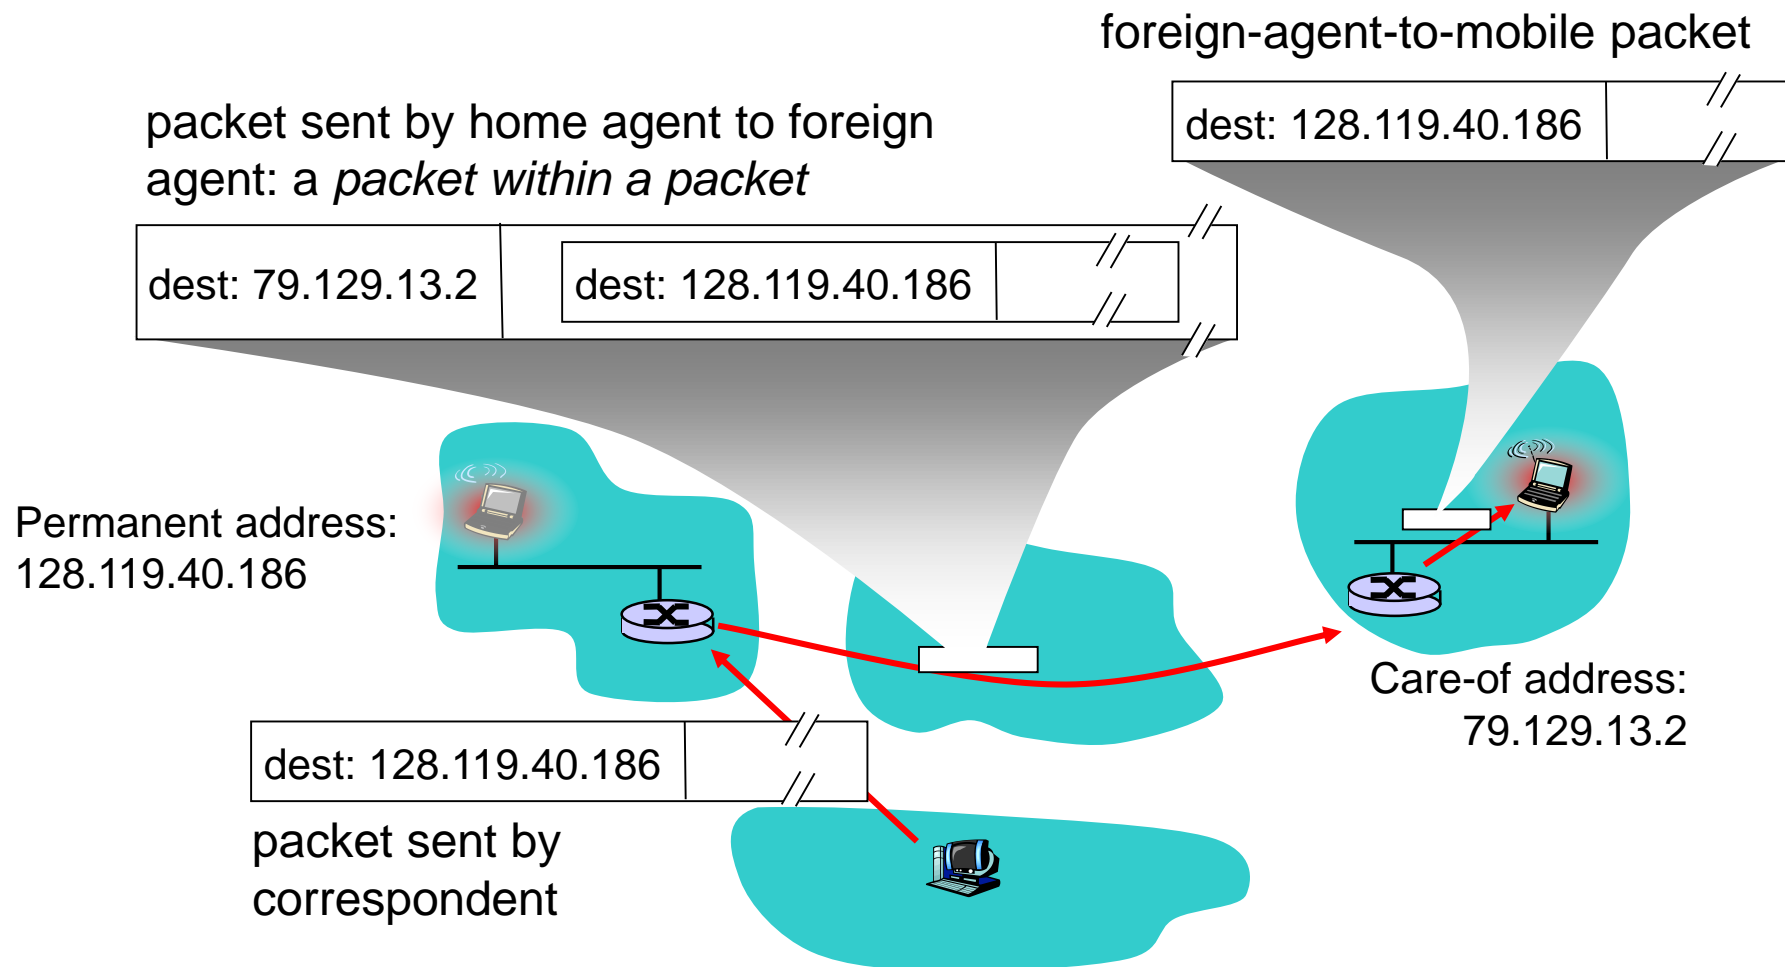 foreign-agent-to-mobile packet
dest: 128.119.40.186
packet sent by home agent to foreign
agent: a packet within a packet
dest: 79.129.13.2
dest: 128.119.40.186
Permanent address:
128.119.40.186
Care-of address:
79.129.13.2
dest: 128.119.40.186
packet sent by
correspondent